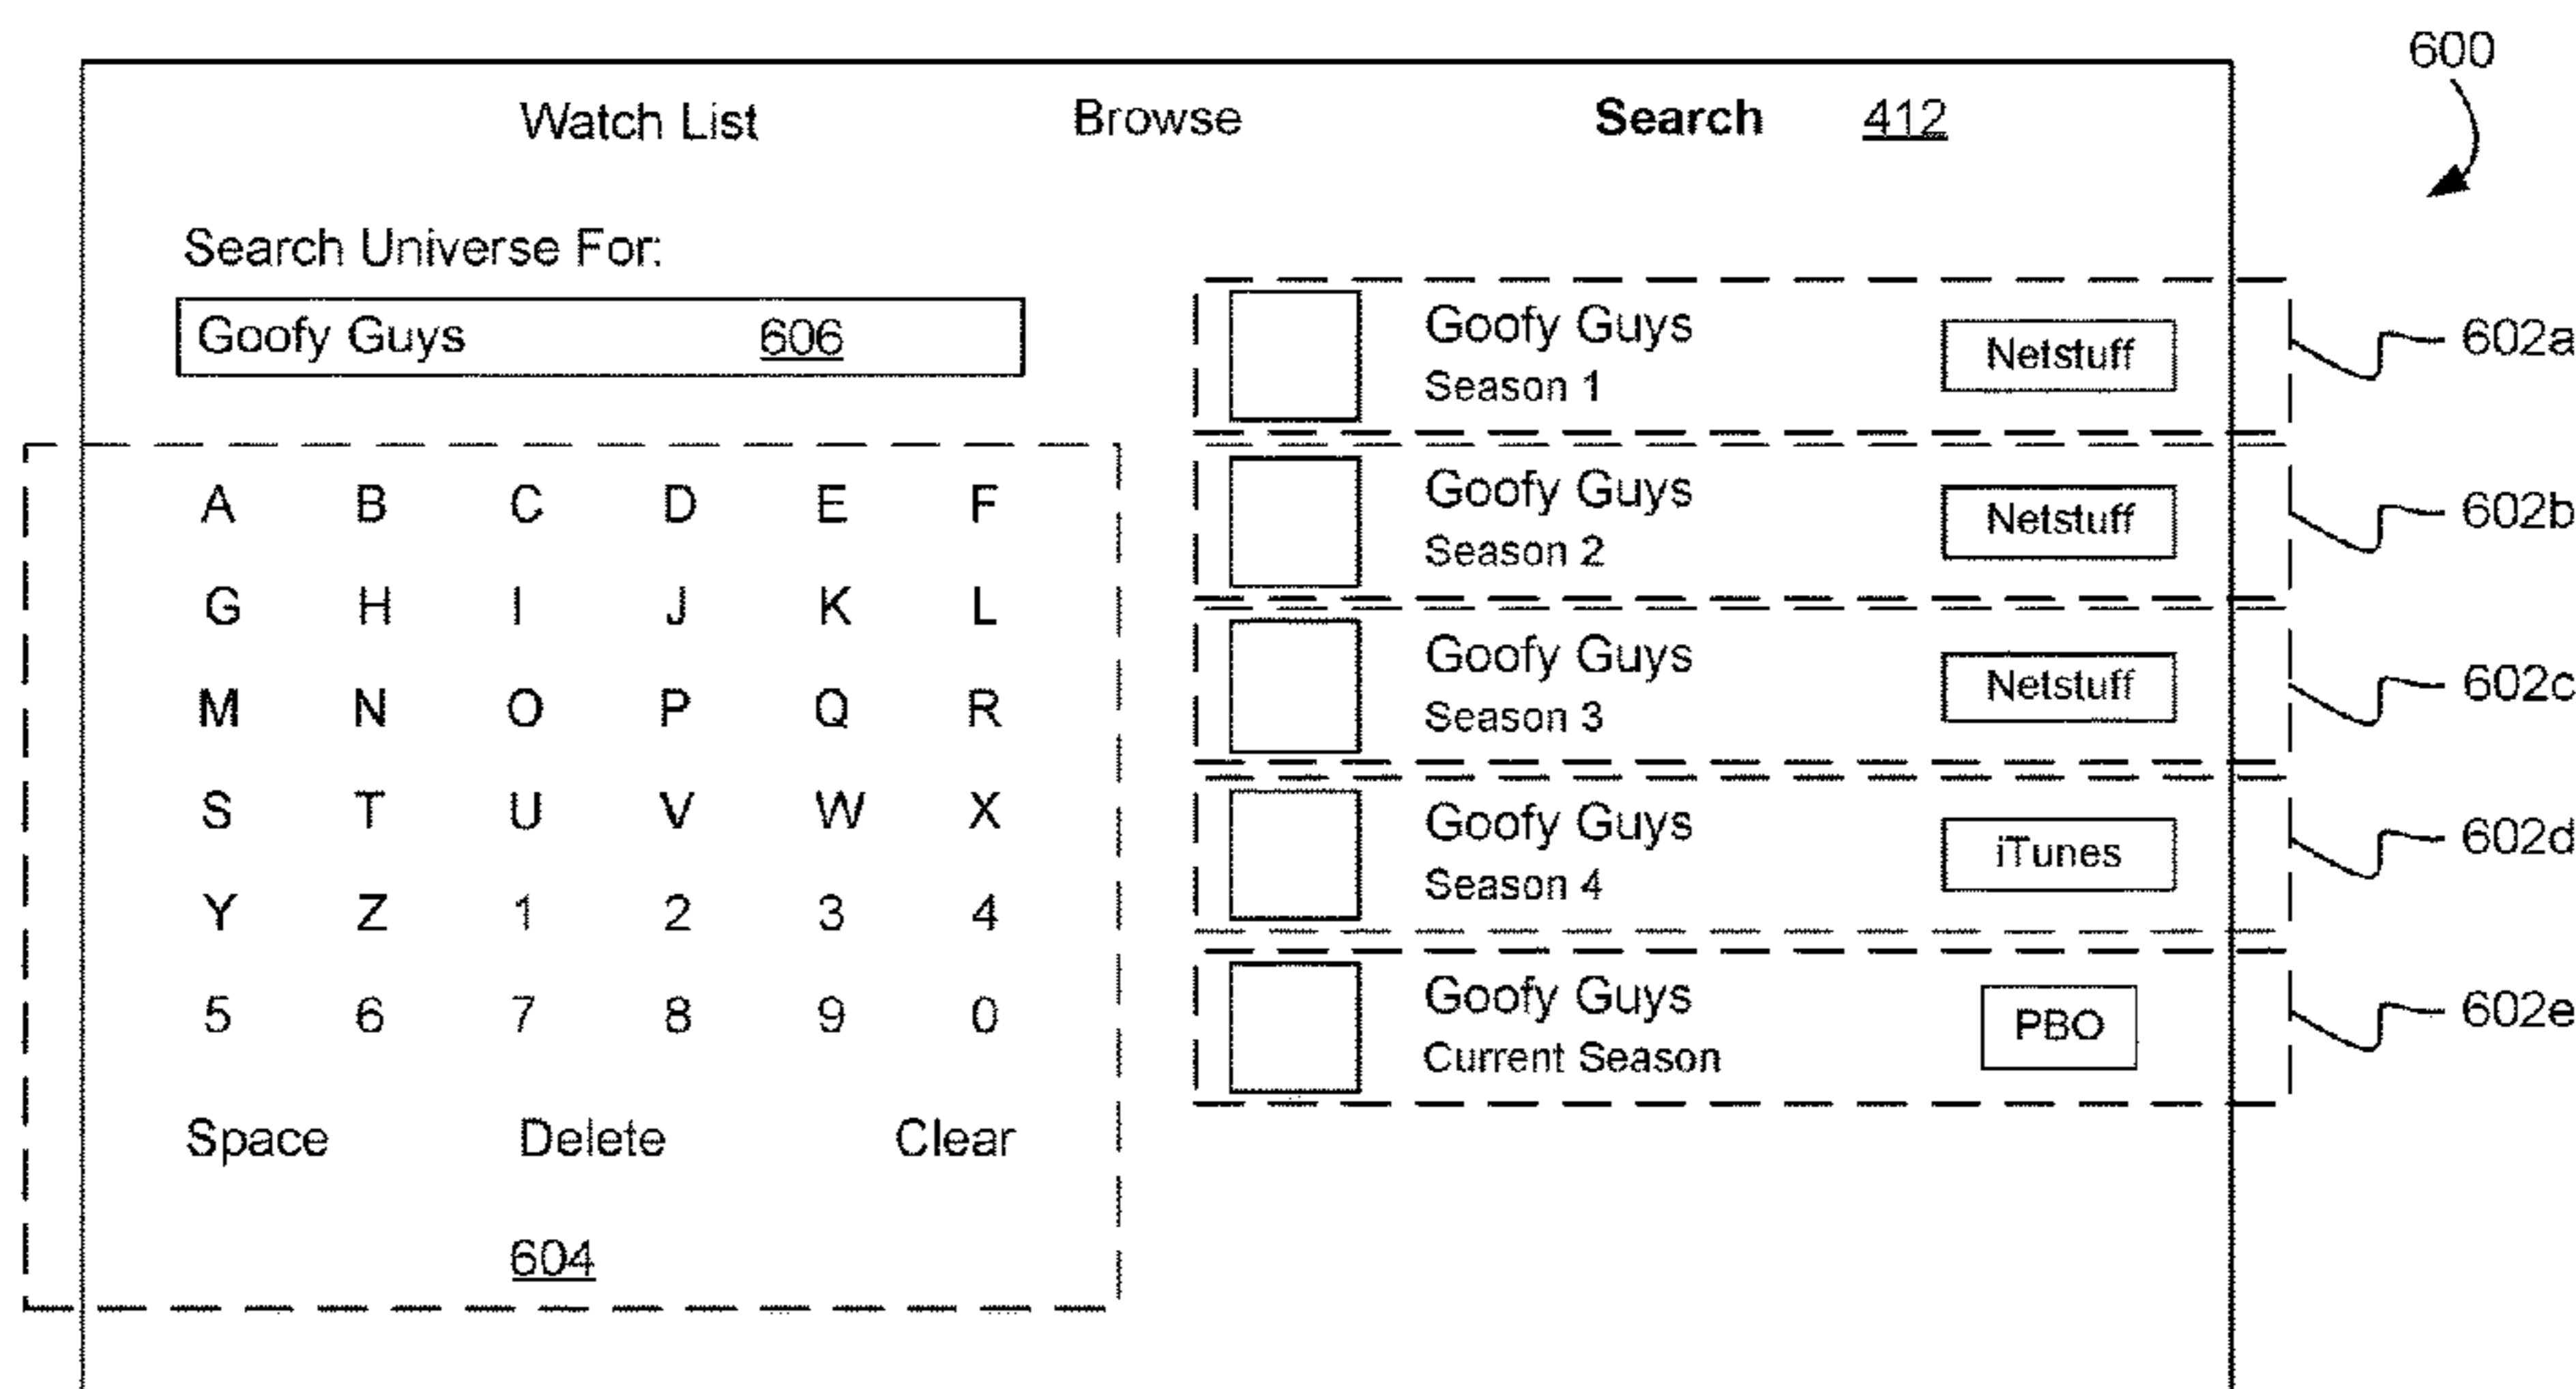 600
Watch List Browse Search 412
Search Universe For:
Goofy Guys 606
A B C D E F
G H I J K L
M N O P Q R
S T U V W X
Y Z 1 2 3 4
5 6 7 8 9 0
Space Delete Clear
604
Goofy Guys
Season 1
Netstuff
602a
Goofy Guys
Season 2
Netstuff
602b
Goofy Guys
Season 3
Netstuff
602c
Goofy Guys
Season 4
iTunes
602d
Goofy Guys
Current Season
PBO
602e